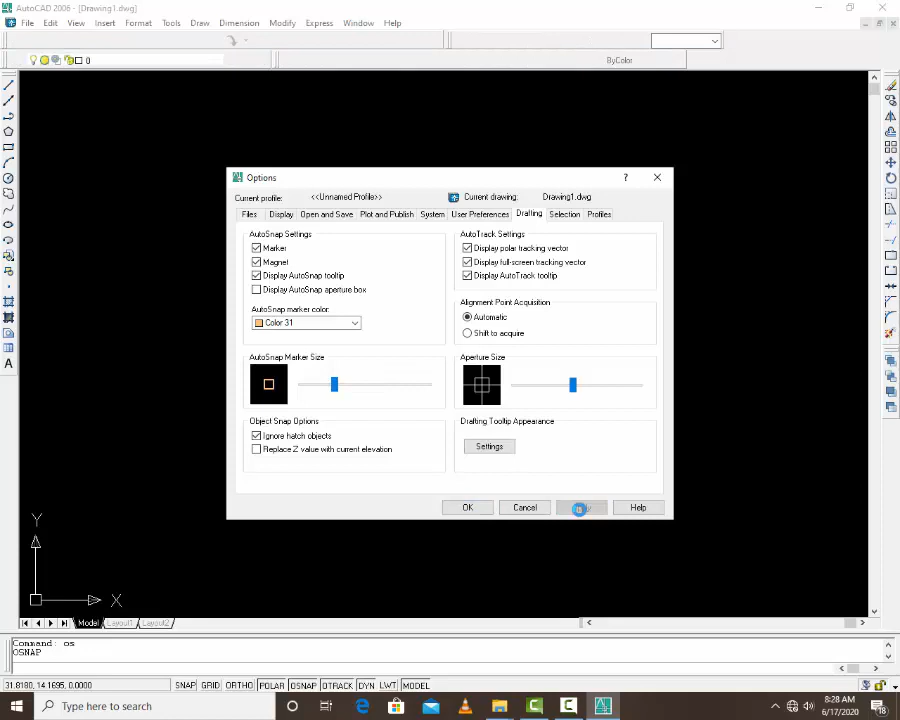 AutoCAD 2006 - [Drawing1.dwg]
File Edit View Insert Format Tools Draw Dimension Modify Express Window Help
0
ByColor
Options
Current profile: <<Unnamed Profile>> Current drawing: Drawing1.dwg
Files Display Open and Save Plot and Publish System User Preferences Drafting Selection Profiles
AutoSnap Settings
Marker
Magnet
Display AutoSnap tooltip
Display AutoSnap aperture box
AutoSnap marker color:
Color 31
AutoTrack Settings
Display polar tracking vector
Display full-screen tracking vector
Display AutoTrack tooltip
Alignment Point Acquisition
Automatic
Shift to acquire
AutoSnap Marker Size
Aperture Size
Object Snap Options
Ignore hatch objects
Replace Z value with current elevation
Drafting Tooltip Appearance
Settings
OK Cancel Help
Y
X
A
Model Layout1 Layout2
Command: os
OSNAP
31.8180, 14.1695, 0.0000 SNAP GRID ORTHO POLAR OSNAP OTRACK DYN LWT MODEL
Type here to search
8:28 AM
6/17/2020
18